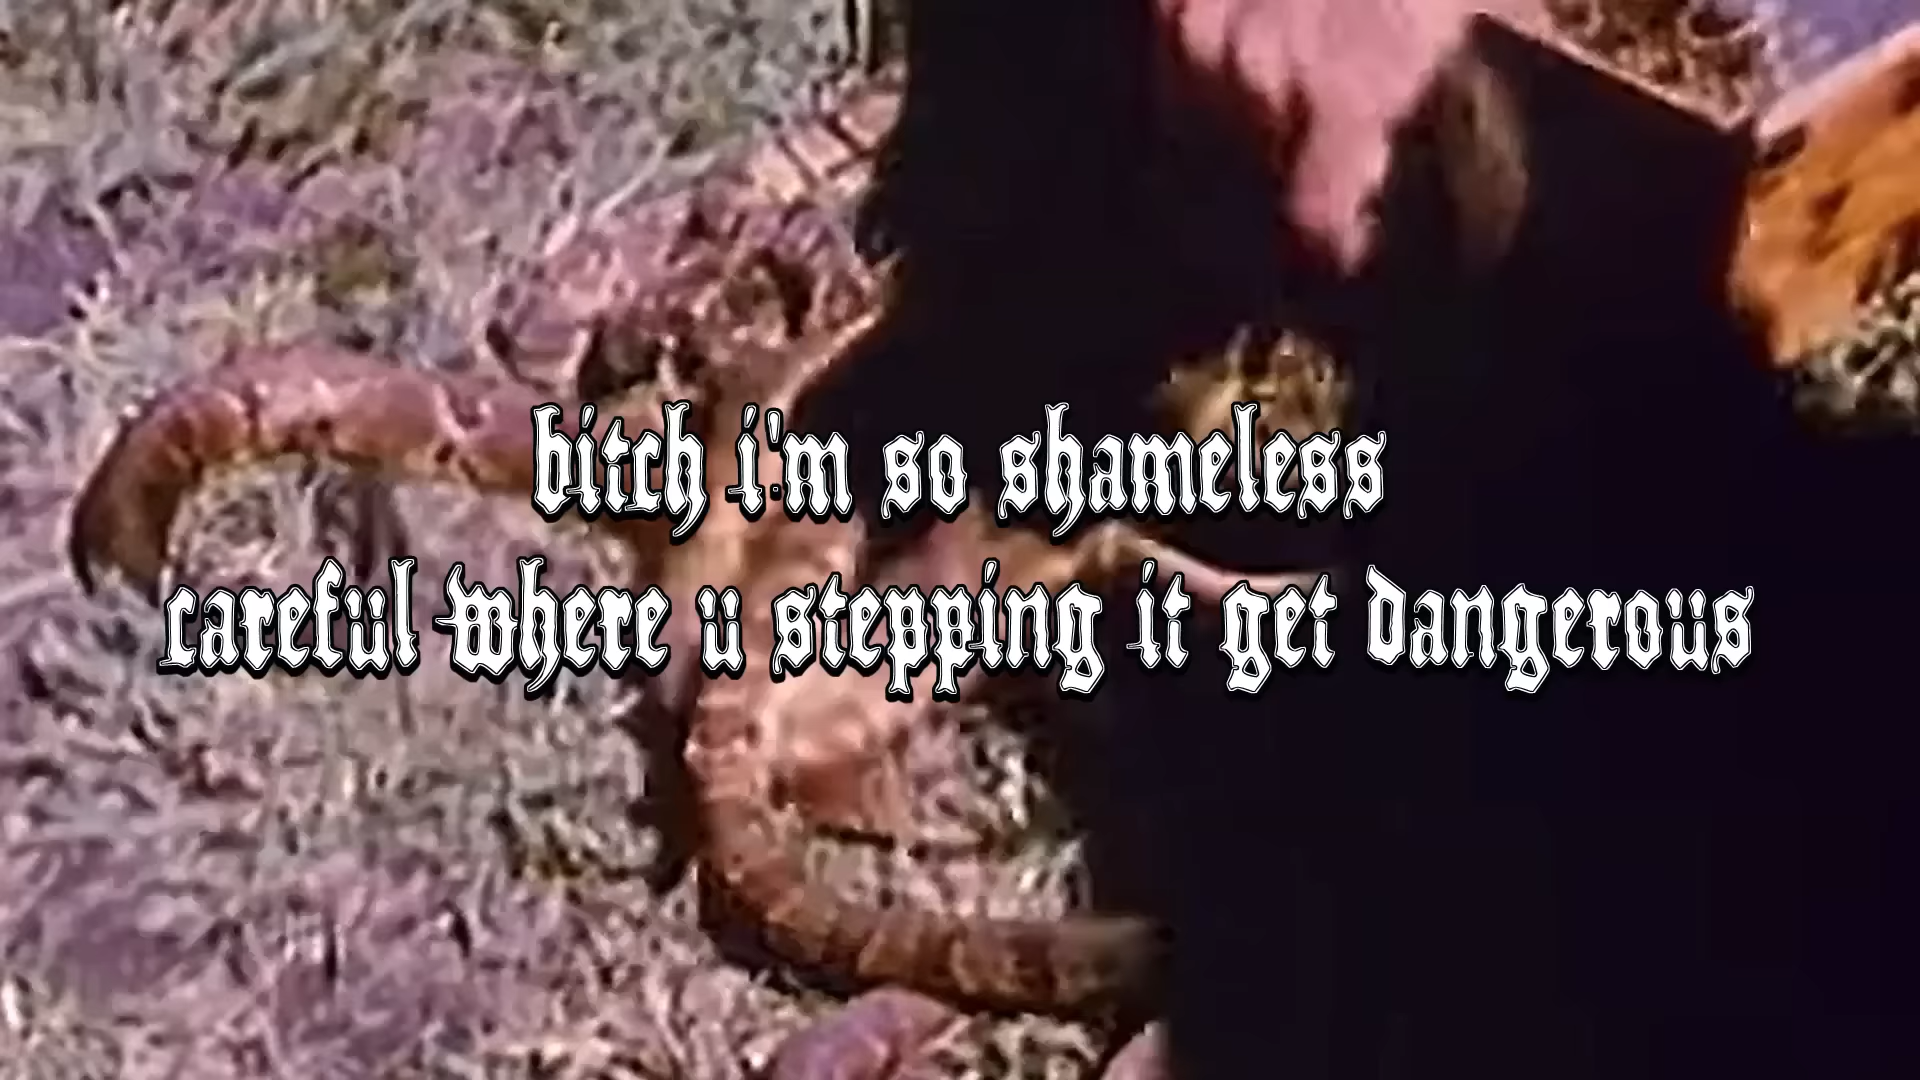 bitch i'm so shameless
careful where u stepping it get dangerous